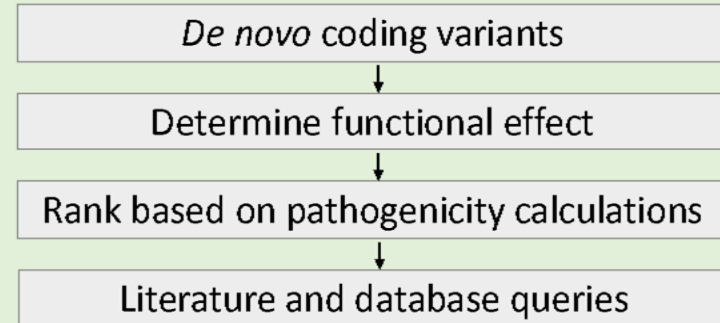 De novo coding variants
Determine functional effect
Rank based on pathogenicity calculations
Literature and database queries